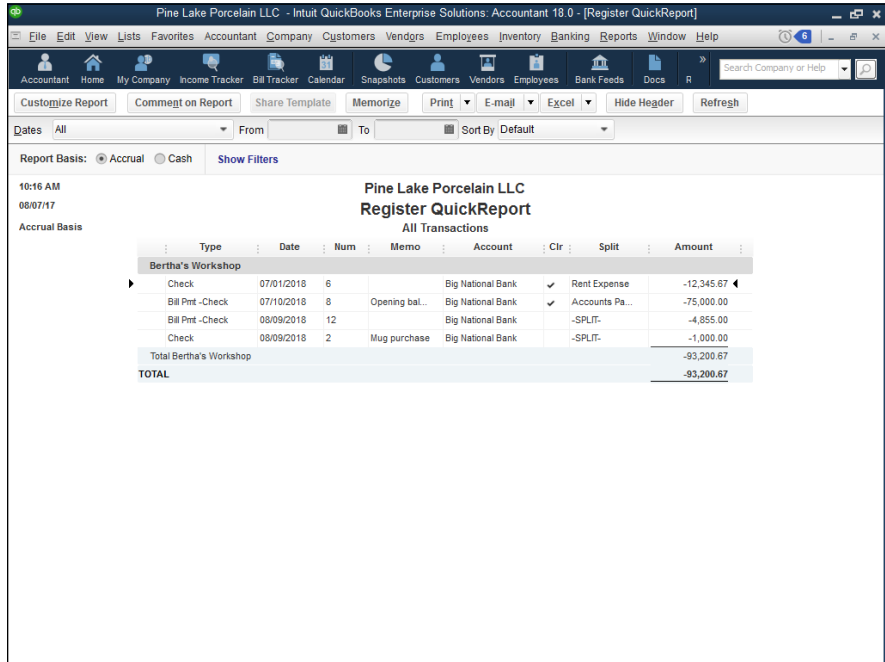 qb Pine Lake Porcelain LLC - Intuit QuickBooks Enterprise Solutions: Accountant 18.0 - [Register QuickReport]
File Edit View Lists Favorites Accountant Company Customers Vendors Employees Inventory Banking Reports Window Help 6
31
Accountant Home My Company Income Tracker Bill Tracker Calendar Snapshots Customers Vendors Employees Bank Feeds Docs R » Search Company or Help
Customize Report Comment on Report Share Template Memorize Print E-mail Excel Hide Header Refresh
Dates All From To Sort By Default
Report Basis: Accrual Cash Show Filters
10:16 AM Pine Lake Porcelain LLC
08/07/17 Register QuickReport
Accrual Basis All Transactions
Type Date Num Memo Account Clr Split Amount
Bertha's Workshop
Check 07/01/2018 6 Big National Bank ✓ Rent Expense -12,345.67
Bill Pmt -Check 07/10/2018 8 Opening bal... Big National Bank ✓ Accounts Pa... -75,000.00
Bill Pmt -Check 08/09/2018 12 Big National Bank -SPLIT- -4,855.00
Check 08/09/2018 2 Mug purchase Big National Bank -SPLIT- -1,000.00
Total Bertha's Workshop -93,200.67
TOTAL -93,200.67